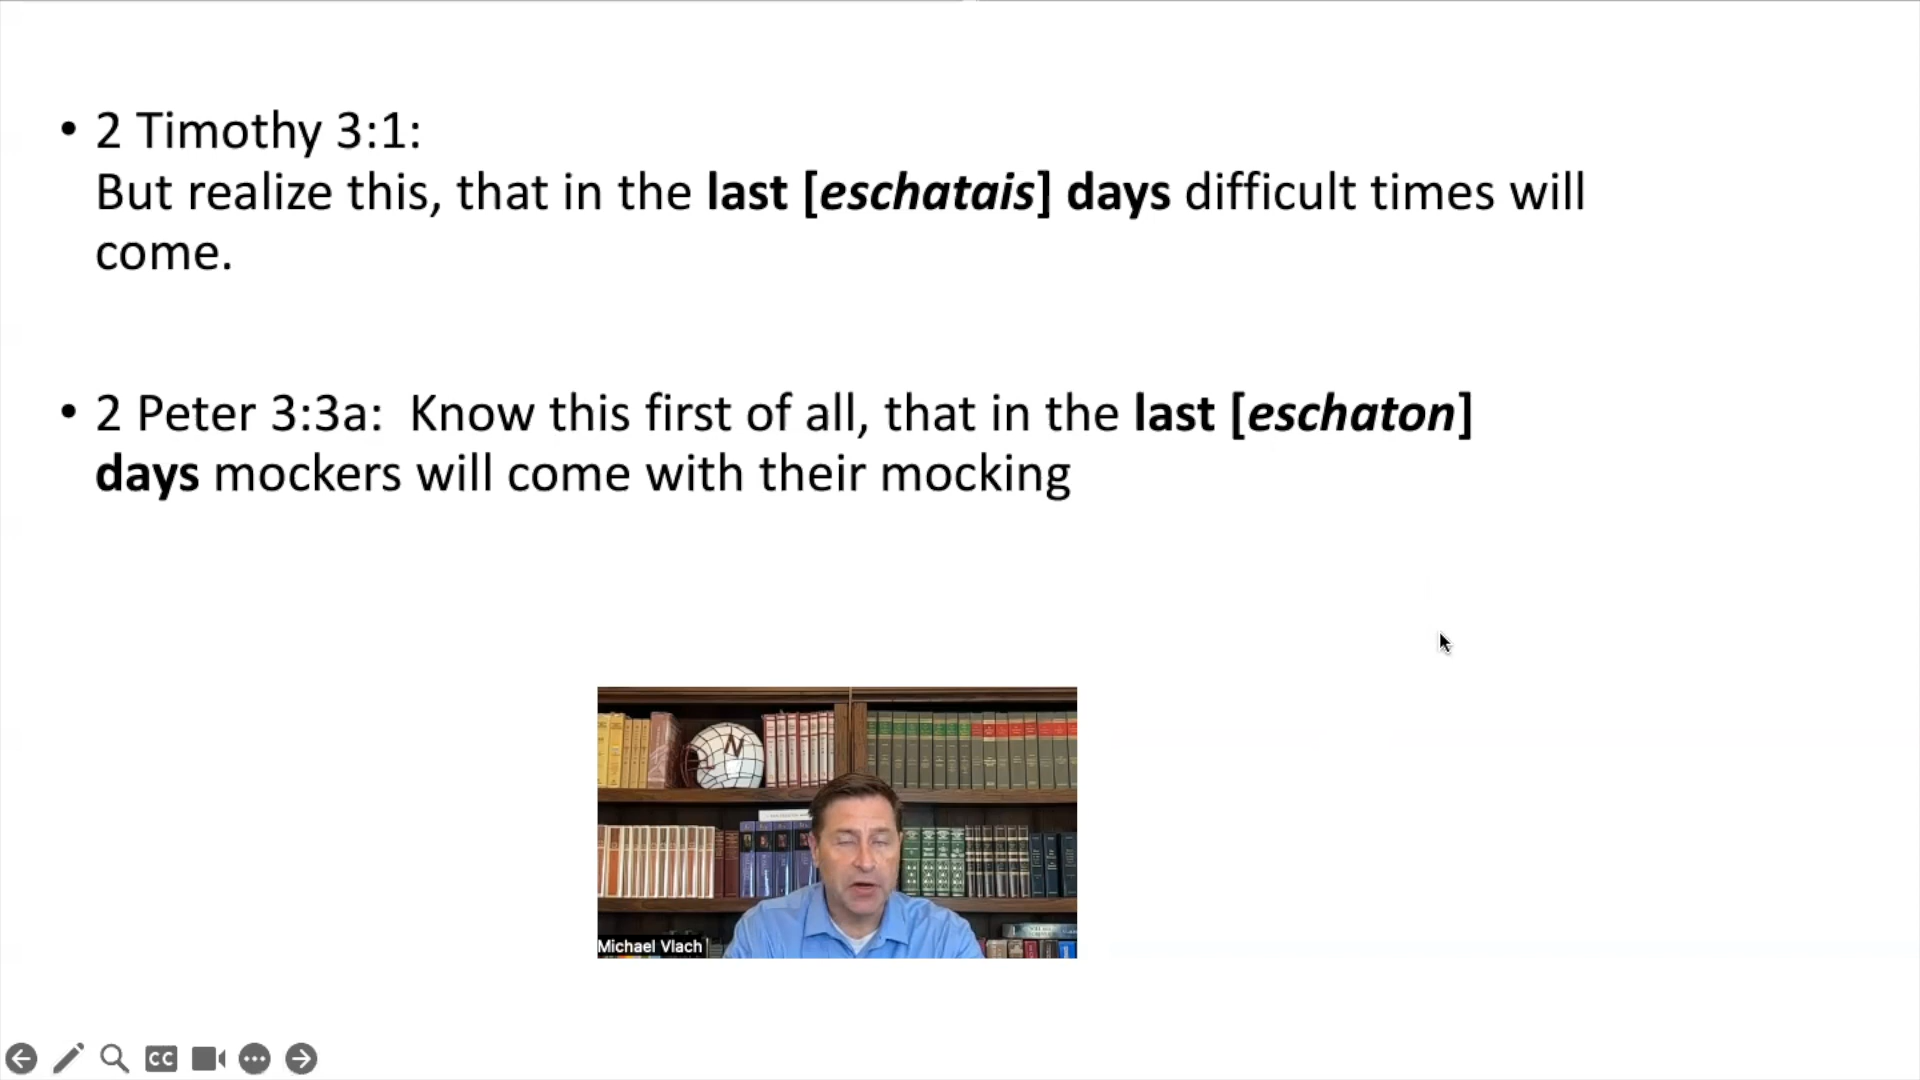 • 2 Timothy 3:1:
But realize this, that in the last [eschatais] days difficult times will
come.
• 2 Peter 3:3a:  Know this first of all, that in the last [eschaton]
days mockers will come with their mocking
N
Michael Vlach
CC